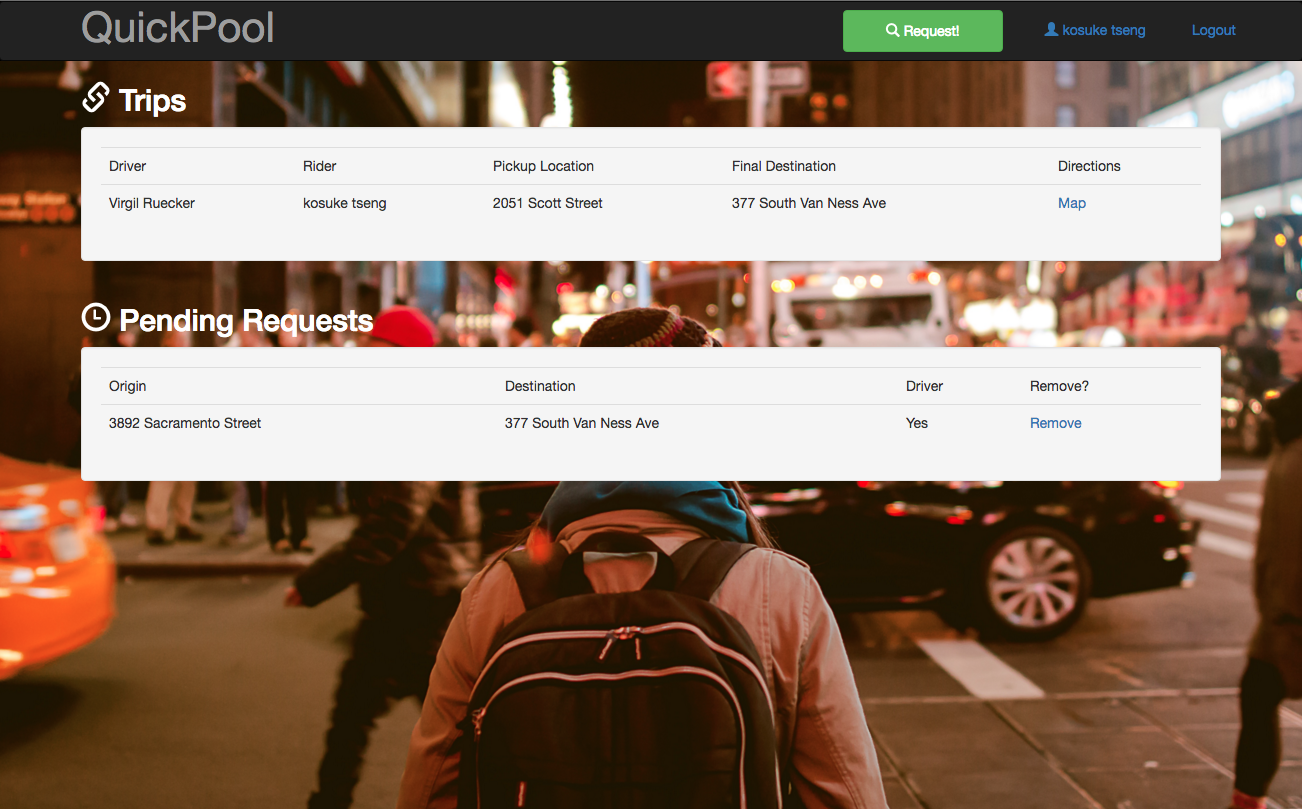 QuickPool
Request!
kosuke tseng
Logout
Trips
Driver Rider Pickup Location Final Destination Directions
Virgil Ruecker kosuke tseng 2051 Scott Street 377 South Van Ness Ave Map
Pending Requests
Origin Destination Driver Remove?
3892 Sacramento Street 377 South Van Ness Ave Yes Remove